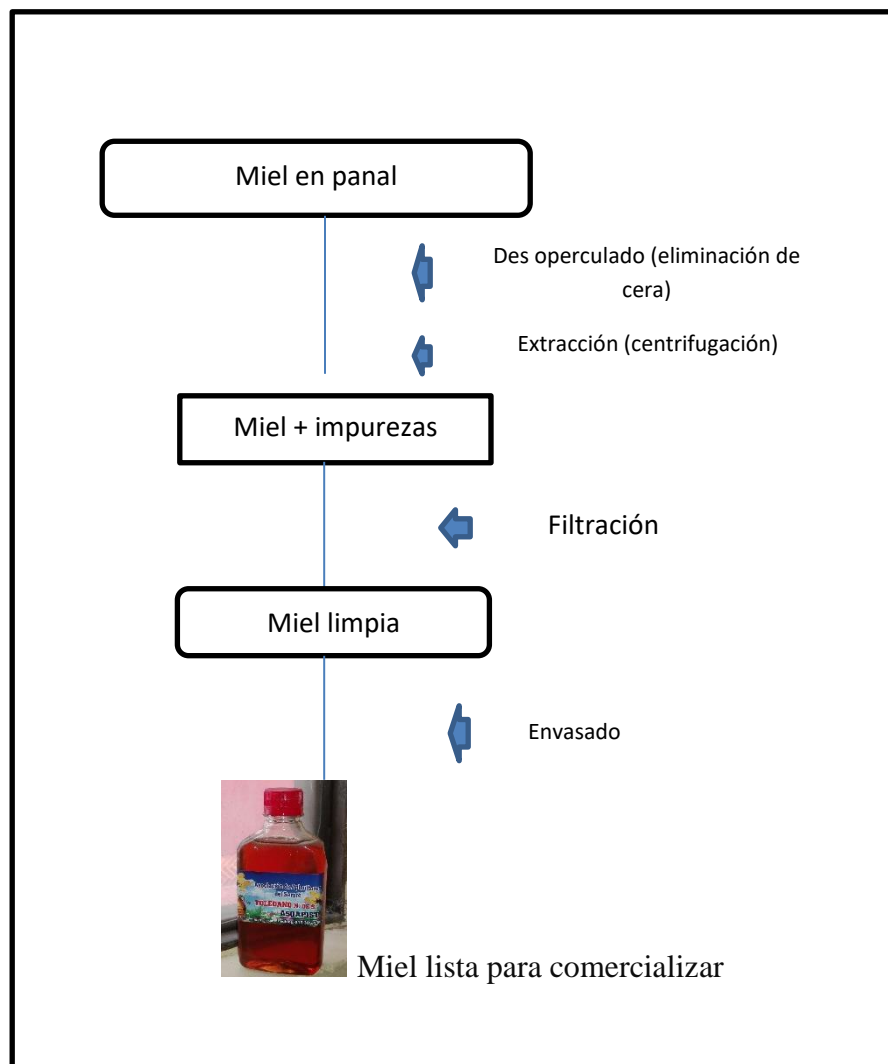 Miel en panal
Des operculado (eliminación de
cera)
Extracción (centrifugación)
Miel + impurezas
Filtración
Miel limpia
Envasado
Miel lista para comercializar